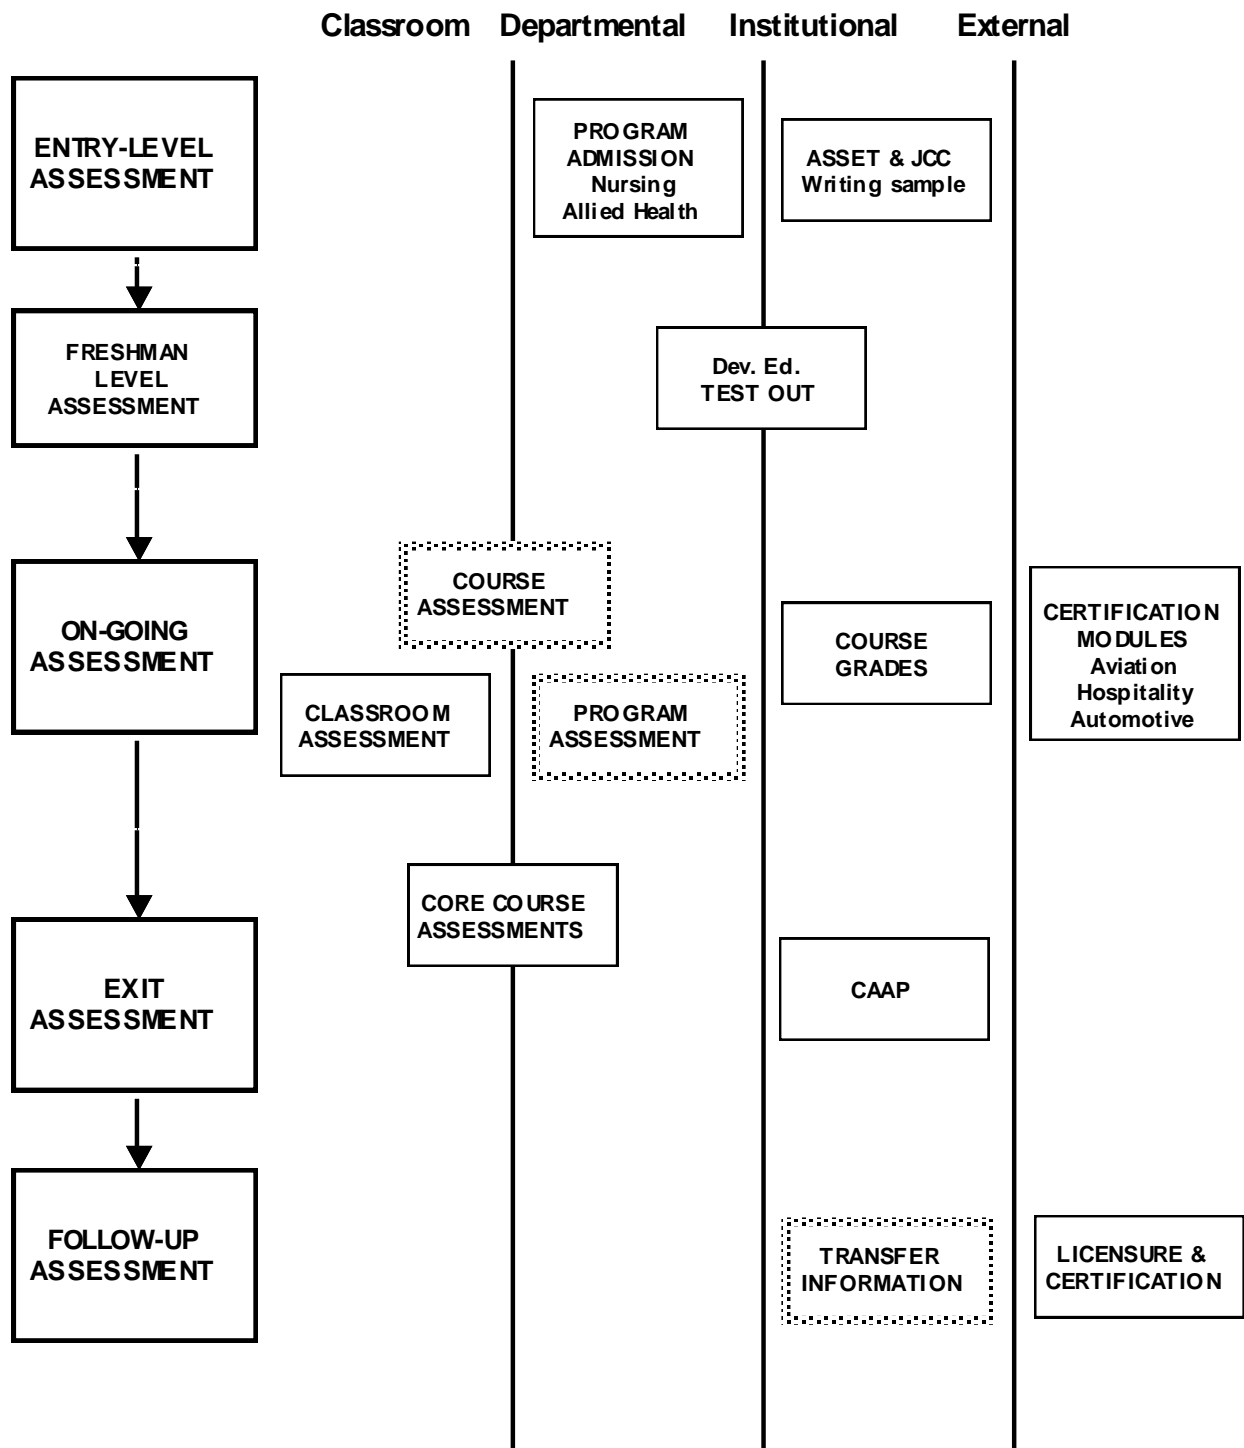 Classroom Departmental Institutional External
ENTRY-LEVEL
ASSESSMENT
PROGRAM
ADMISSION
Nursing
Allied Health
ASSET & JCC
Writing sample
FRESHMAN
LEVEL
ASSESSMENT
Dev. Ed.
TEST OUT
ON-GOING
ASSESSMENT
COURSE
ASSESSMENT
CLASSROOM
ASSESSMENT
PROGRAM
ASSESSMENT
COURSE
GRADES
CERTIFICATION
MODULES
Aviation
Hospitality
Automotive
CORE COURSE
ASSESSMENTS
EXIT
ASSESSMENT
CAAP
FOLLOW-UP
ASSESSMENT
TRANSFER
INFORMATION
LICENSURE &
CERTIFICATION